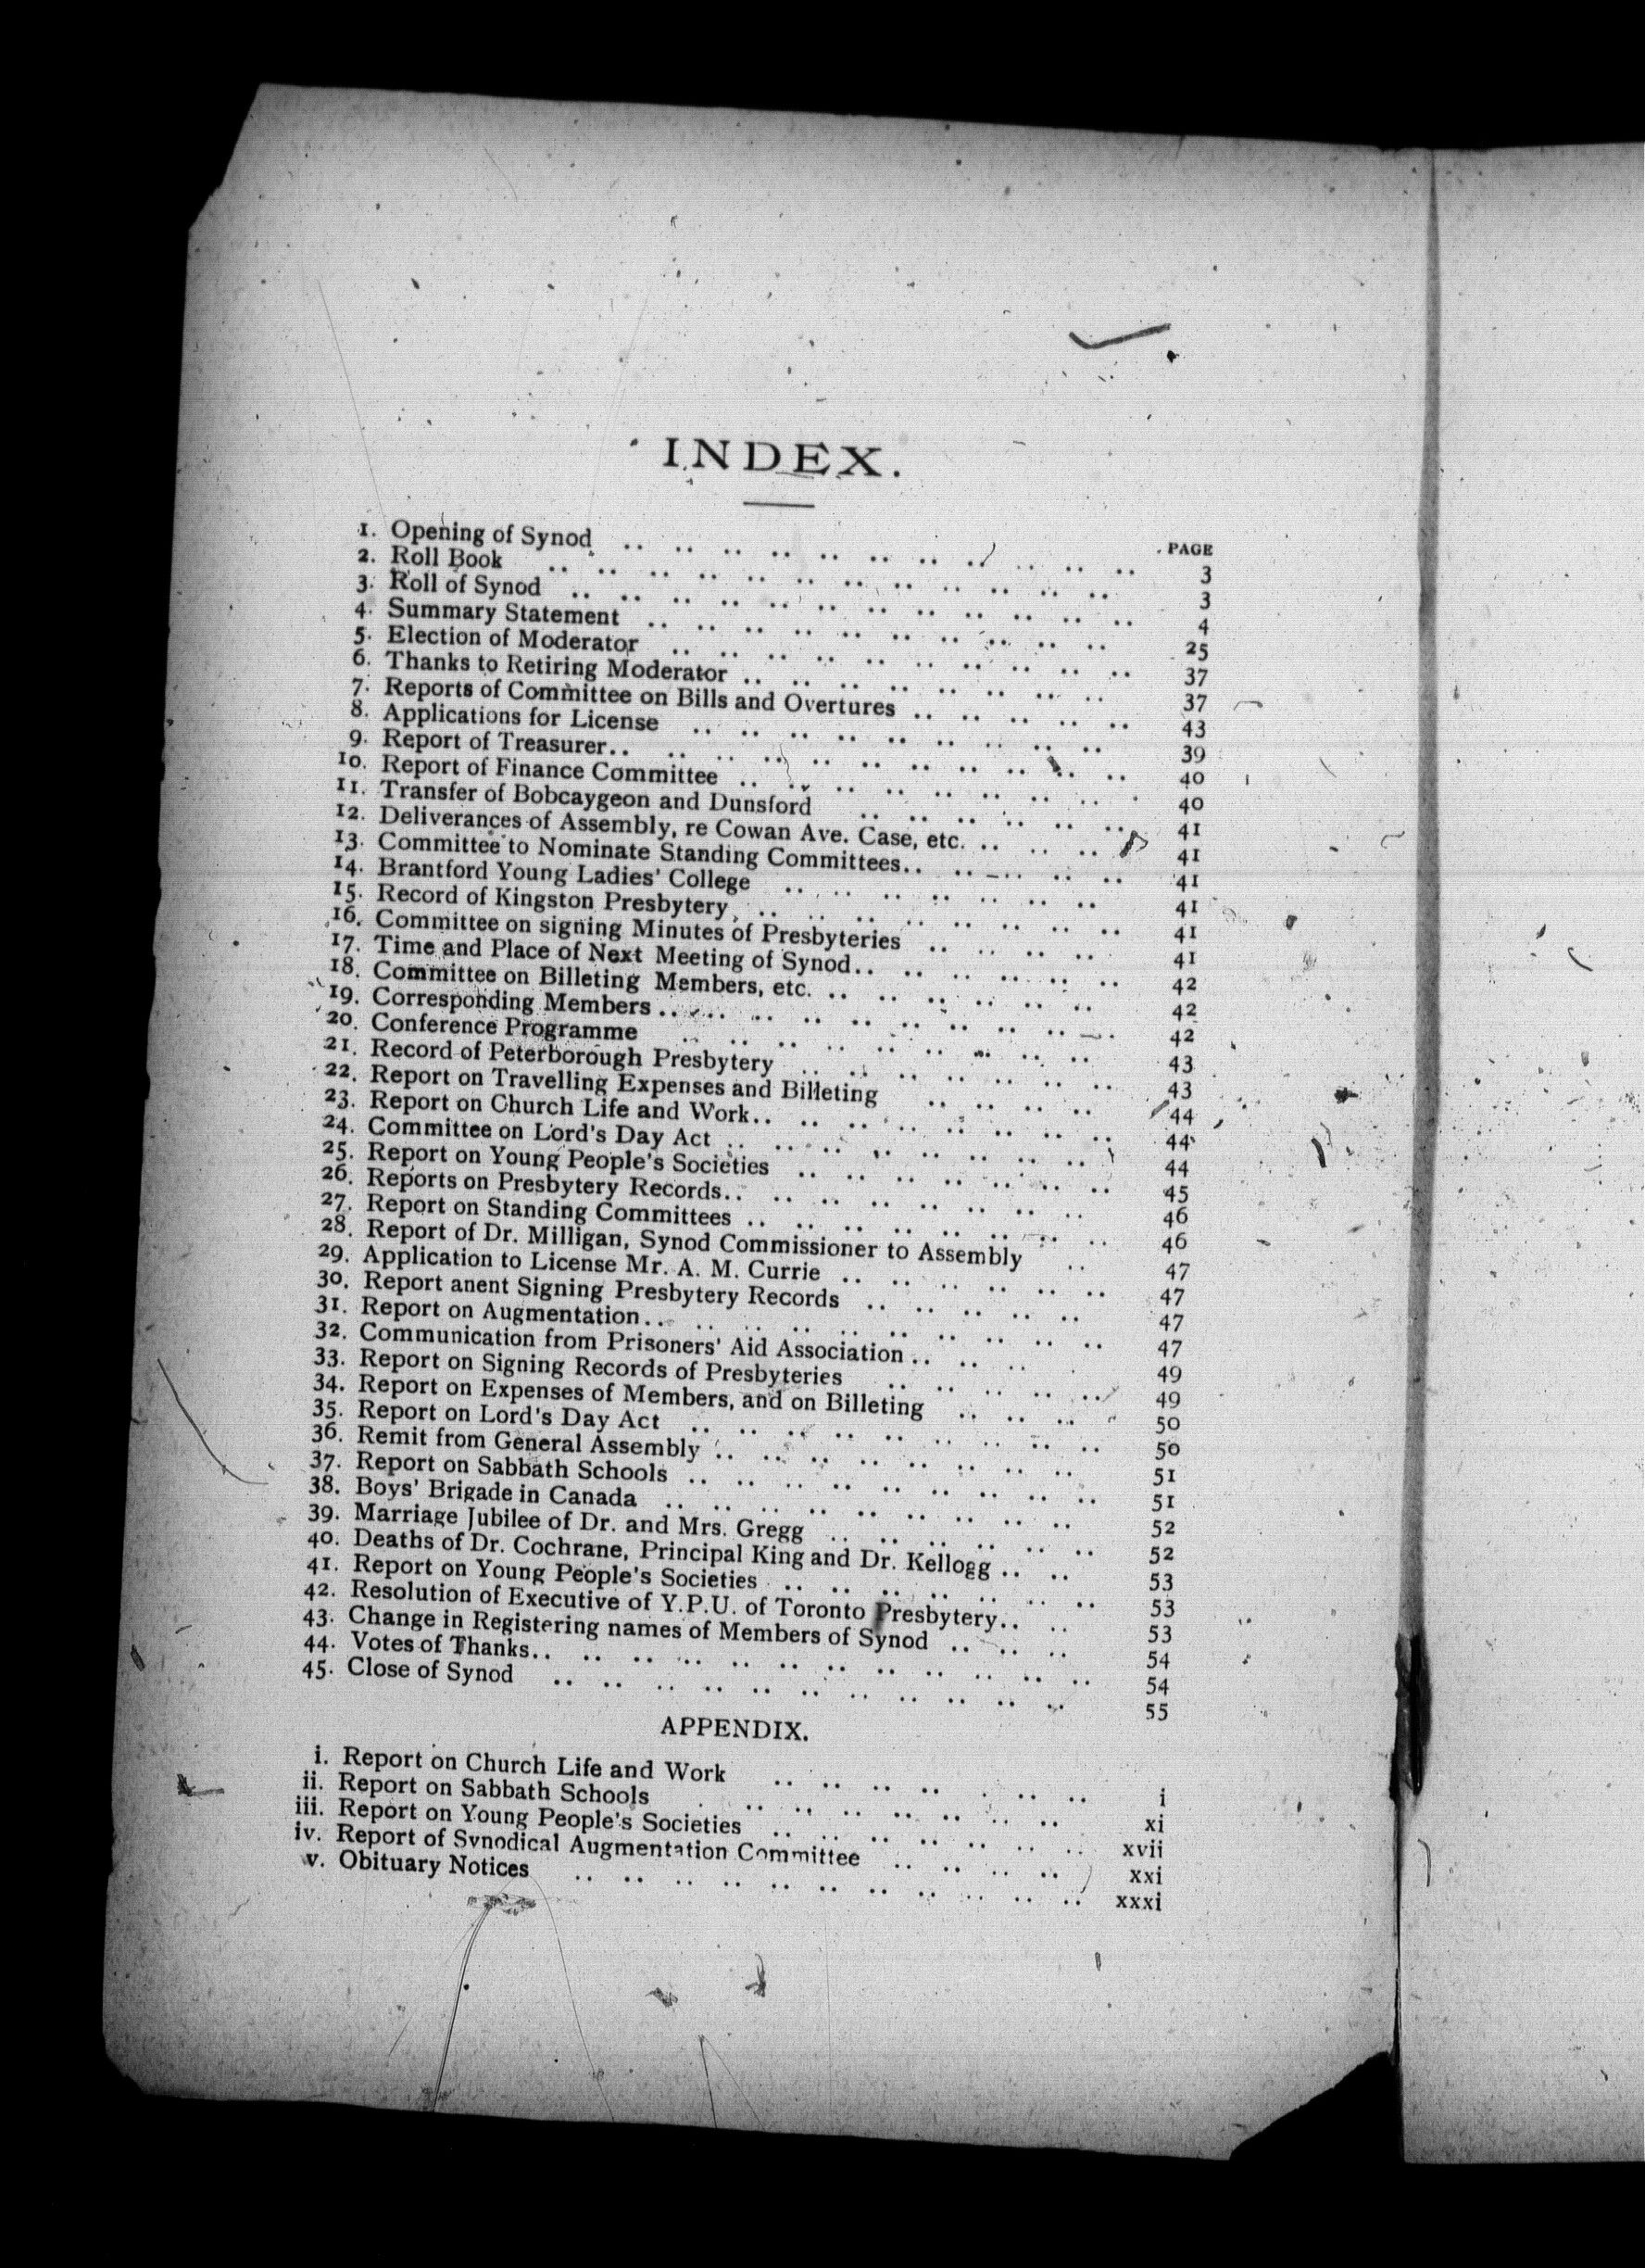 INDEX.
PAGE
1. Opening of Synod .. .. .. .. .. .. .. .. .. .. .. 3
2. Roll Book .. .. .. .. .. .. .. .. .. .. .. .. 3
3. Roll of Synod .. .. .. .. .. .. .. .. .. .. .. .. 4
4. Summary Statement .. .. .. .. .. .. .. .. .. .. 25
5. Election of Moderator .. .. .. .. .. .. .. .. .. .. 37
6. Thanks to Retiring Moderator .. .. .. .. .. .. .. .. 37
7. Reports of Committee on Bills and Overtures .. .. .. .. .. 43
8. Applications for License .. .. .. .. .. .. .. .. .. 39
9. Report of Treasurer.. .. .. .. .. .. .. .. .. .. .. 40
10. Report of Finance Committee .. .. .. .. .. .. .. .. 40
11. Transfer of Bobcaygeon and Dunsford .. .. .. .. .. .. 41
12. Deliverances of Assembly, re Cowan Ave. Case, etc. .. .. .. 41
13. Committee to Nominate Standing Committees.. .. .. .. .. 41
14. Brantford Young Ladies' College .. .. .. .. .. .. .. 41
15. Record of Kingston Presbytery .. .. .. .. .. .. .. .. 41
16. Committee on signing Minutes of Presbyteries .. .. .. .. 41
17. Time and Place of Next Meeting of Synod.. .. .. .. .. .. 42
18. Committee on Billeting Members, etc. .. .. .. .. .. .. 42
19. Corresponding Members .. .. .. .. .. .. .. .. .. .. 42
20. Conference Programme .. .. .. .. .. .. .. .. .. 43
21. Record of Peterborough Presbytery .. .. .. .. .. .. .. 43
22. Report on Travelling Expenses and Billeting .. .. .. .. 44
23. Report on Church Life and Work.. .. .. .. .. .. .. .. 44
24. Committee on Lord's Day Act .. .. .. .. .. .. .. .. 44
25. Report on Young People's Societies .. .. .. .. .. .. .. 45
26. Reports on Presbytery Records.. .. .. .. .. .. .. .. 46
27. Report on Standing Committees .. .. .. .. .. .. .. .. 46
28. Report of Dr. Milligan, Synod Commissioner to Assembly .. 47
29. Application to License Mr. A. M. Currie .. .. .. .. .. .. 47
30. Report anent Signing Presbytery Records .. .. .. .. .. 47
31. Report on Augmentation.. .. .. .. .. .. .. .. .. .. 47
32. Communication from Prisoners' Aid Association .. .. .. 49
33. Report on Signing Records of Presbyteries .. .. .. .. .. 49
34. Report on Expenses of Members, and on Billeting .. .. .. 50
35. Report on Lord's Day Act .. .. .. .. .. .. .. .. .. 50
36. Remit from General Assembly .. .. .. .. .. .. .. .. 51
37. Report on Sabbath Schools .. .. .. .. .. .. .. .. .. 51
38. Boys' Brigade in Canada .. .. .. .. .. .. .. .. .. 52
39. Marriage Jubilee of Dr. and Mrs. Gregg .. .. .. .. .. .. 52
40. Deaths of Dr. Cochrane, Principal King and Dr. Kellogg .. .. 53
41. Report on Young People's Societies .. .. .. .. .. .. .. 53
42. Resolution of Executive of Y.P.U. of Toronto Presbytery.. .. 53
43. Change in Registering names of Members of Synod .. .. .. 54
44. Votes of Thanks.. .. .. .. .. .. .. .. .. .. .. .. 54
45. Close of Synod .. .. .. .. .. .. .. .. .. .. .. 55
APPENDIX.
i. Report on Church Life and Work .. .. .. .. .. .. .. i
ii. Report on Sabbath Schools .. .. .. .. .. .. .. xi
iii. Report on Young People's Societies .. .. .. .. .. .. .. xvii
iv. Report of Synodical Augmentation Committee .. .. .. .. xxi
v. Obituary Notices .. .. .. .. .. .. .. .. .. .. .. xxxi